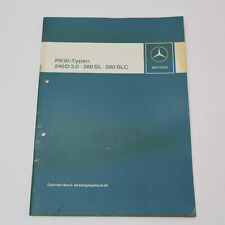 PKW-Typen
240D 3.0 · 280 SL · 280 SLC
Daimler-Benz Aktiengesellschaft